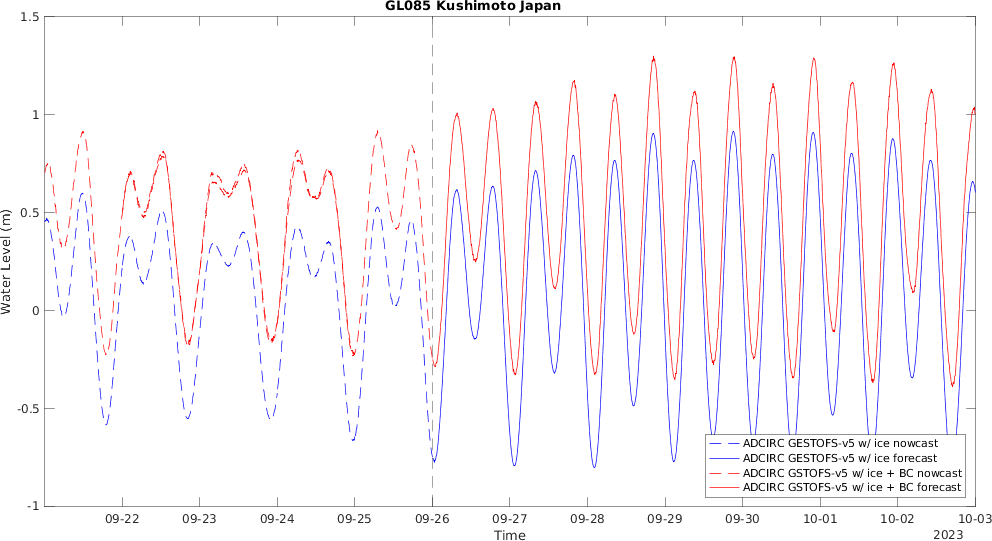 GL085 Kushimoto Japan
1.5
1
0.5
0
-0.5
-1
Water Level (m)
ADCIRC GESTOFS-v5 w/ ice nowcast
ADCIRC GESTOFS-v5 w/ ice forecast
ADCIRC GSTOFS-v5 w/ ice + BC nowcast
ADCIRC GSTOFS-v5 w/ ice + BC forecast
09-22 09-23 09-24 09-25 09-26 09-27 09-28 09-29 09-30 10-01 10-02 10-03
Time
2023